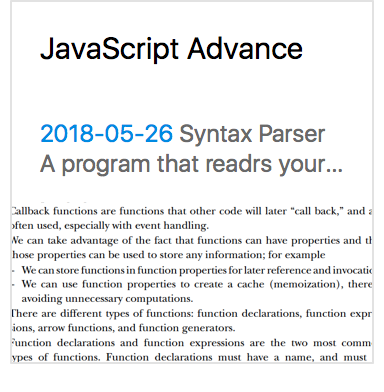 JavaScript Advance
2018-05-26 Syntax Parser
A program that readrs your...
Callback functions are functions that other code will later “call back,” and a
often used, especially with event handling.
We can take advantage of the fact that functions can have properties and th
those properties can be used to store any information; for example
- We can store functions in function properties for later reference and invocatio
- We can use function properties to create a cache (memoization), there
avoiding unnecessary computations.
There are different types of functions: function declarations, function expr
sions, arrow functions, and function generators.
Function declarations and function expressions are the two most comm
types of functions. Function declarations must have a name, and must